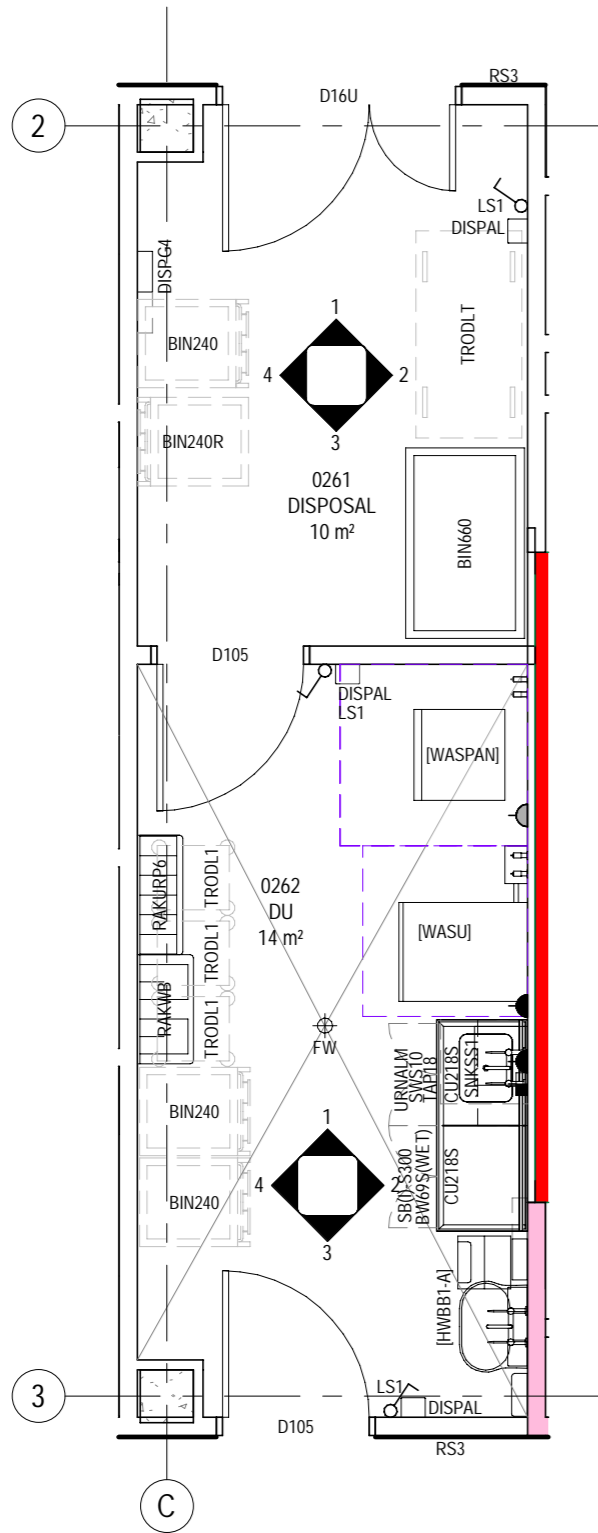 RS3
D16U
2
LS1
DISPAL
DISPG4
TRODLT
BIN240
1
4
2
3
BIN240R
0261
DISPOSAL
10 m²
BIN660
D105
DISPAL
LS1
[WASPAN]
RAKURP6
TRODL1
0262
DU
14 m²
TRODL1
[WASU]
RAKWB
TRODL1
FW
URNALM
SWS10
TAP18
CU218S
SNKSS1
BIN240
1
4
2
3
SB(I)-S300
BW69S(WET)
CU218S
BIN240
[HWBB1-A]
3
LS1
DISPAL
D105
RS3
C